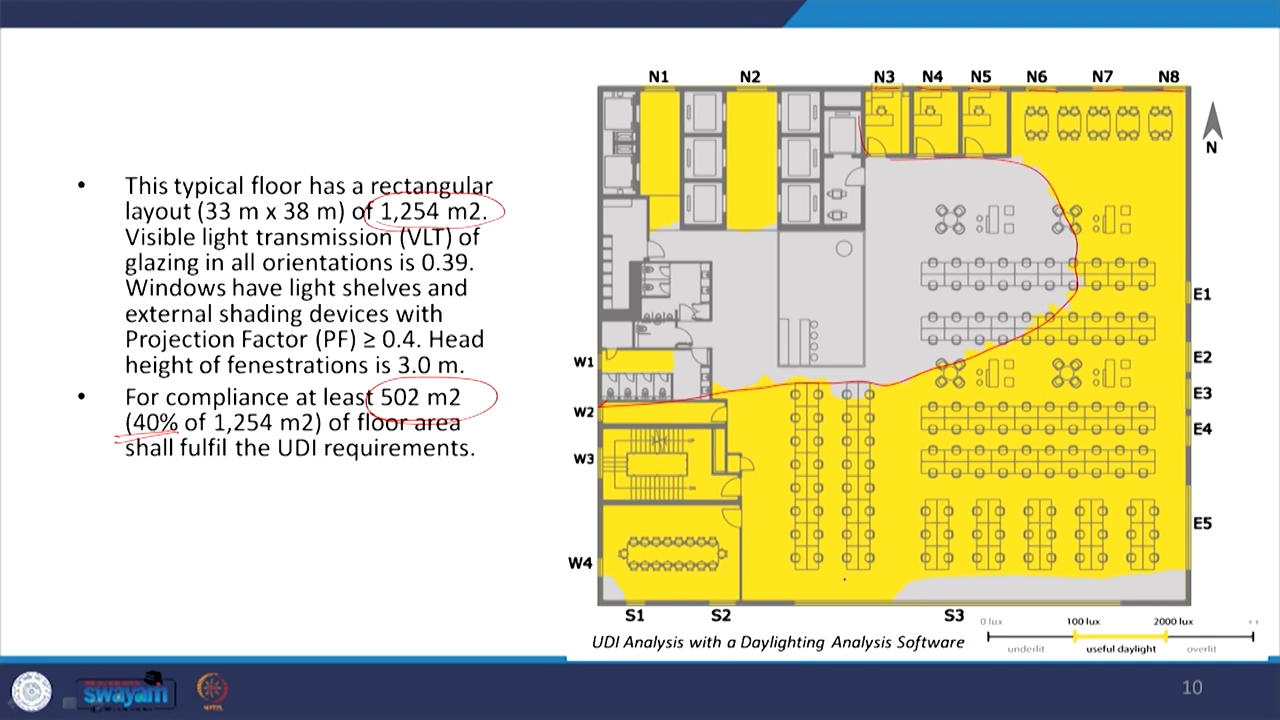 • This typical floor has a rectangular
layout (33 m x 38 m) of 1,254 m2.
Visible light transmission (VLT) of
glazing in all orientations is 0.39.
Windows have light shelves and
external shading devices with
Projection Factor (PF) ≥ 0.4. Head
height of fenestrations is 3.0 m.
• For compliance at least 502 m2
(40% of 1,254 m2) of floor area
shall fulfil the UDI requirements.
N1 N2 N3 N4 N5 N6 N7 N8
N
E1
W1 E2
E3
W2
E4
W3
E5
W4
S1 S2 S3
UDI Analysis with a Daylighting Analysis Software
0 lux 100 lux 2000 lux ++
underlit useful daylight overlit
swayam
10